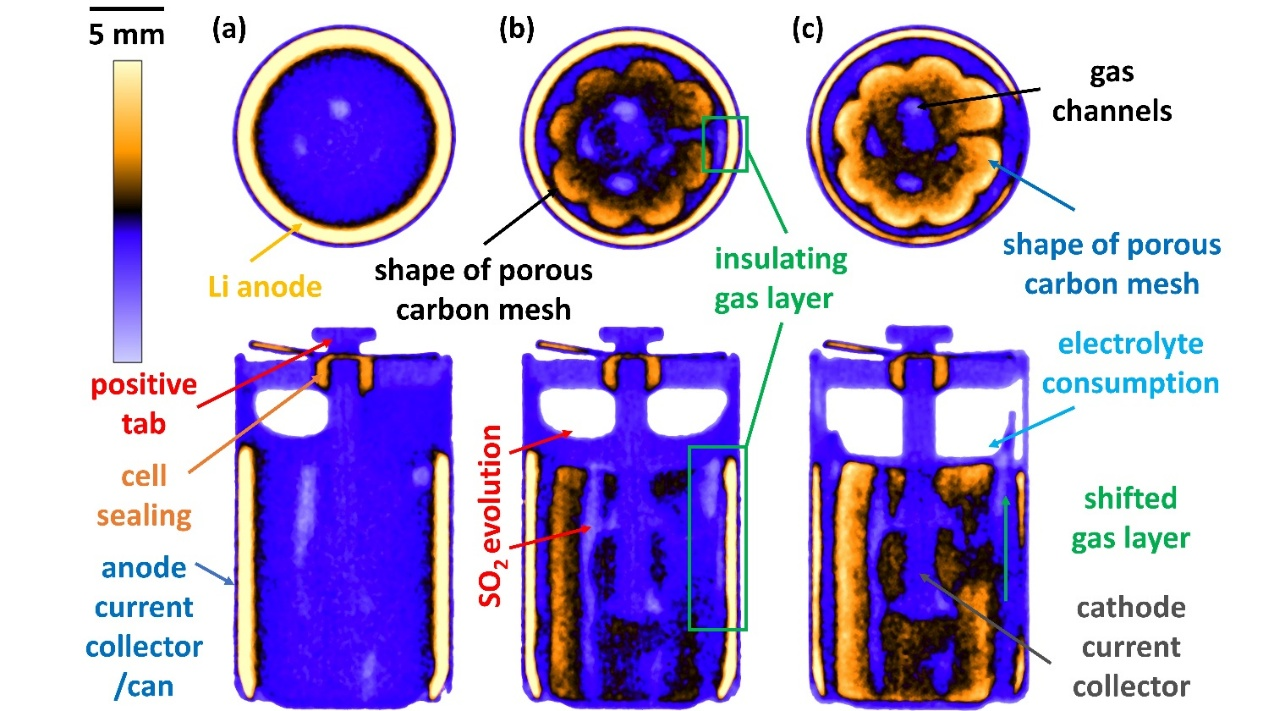 5 mm
(a)
(b)
(c)
gas
channels
Li anode
shape of porous
carbon mesh
insulating
gas layer
shape of porous
carbon mesh
electrolyte
consumption
positive
tab
cell
sealing
anode
current
collector
/can
SO₂ evolution
shifted
gas layer
cathode
current
collector